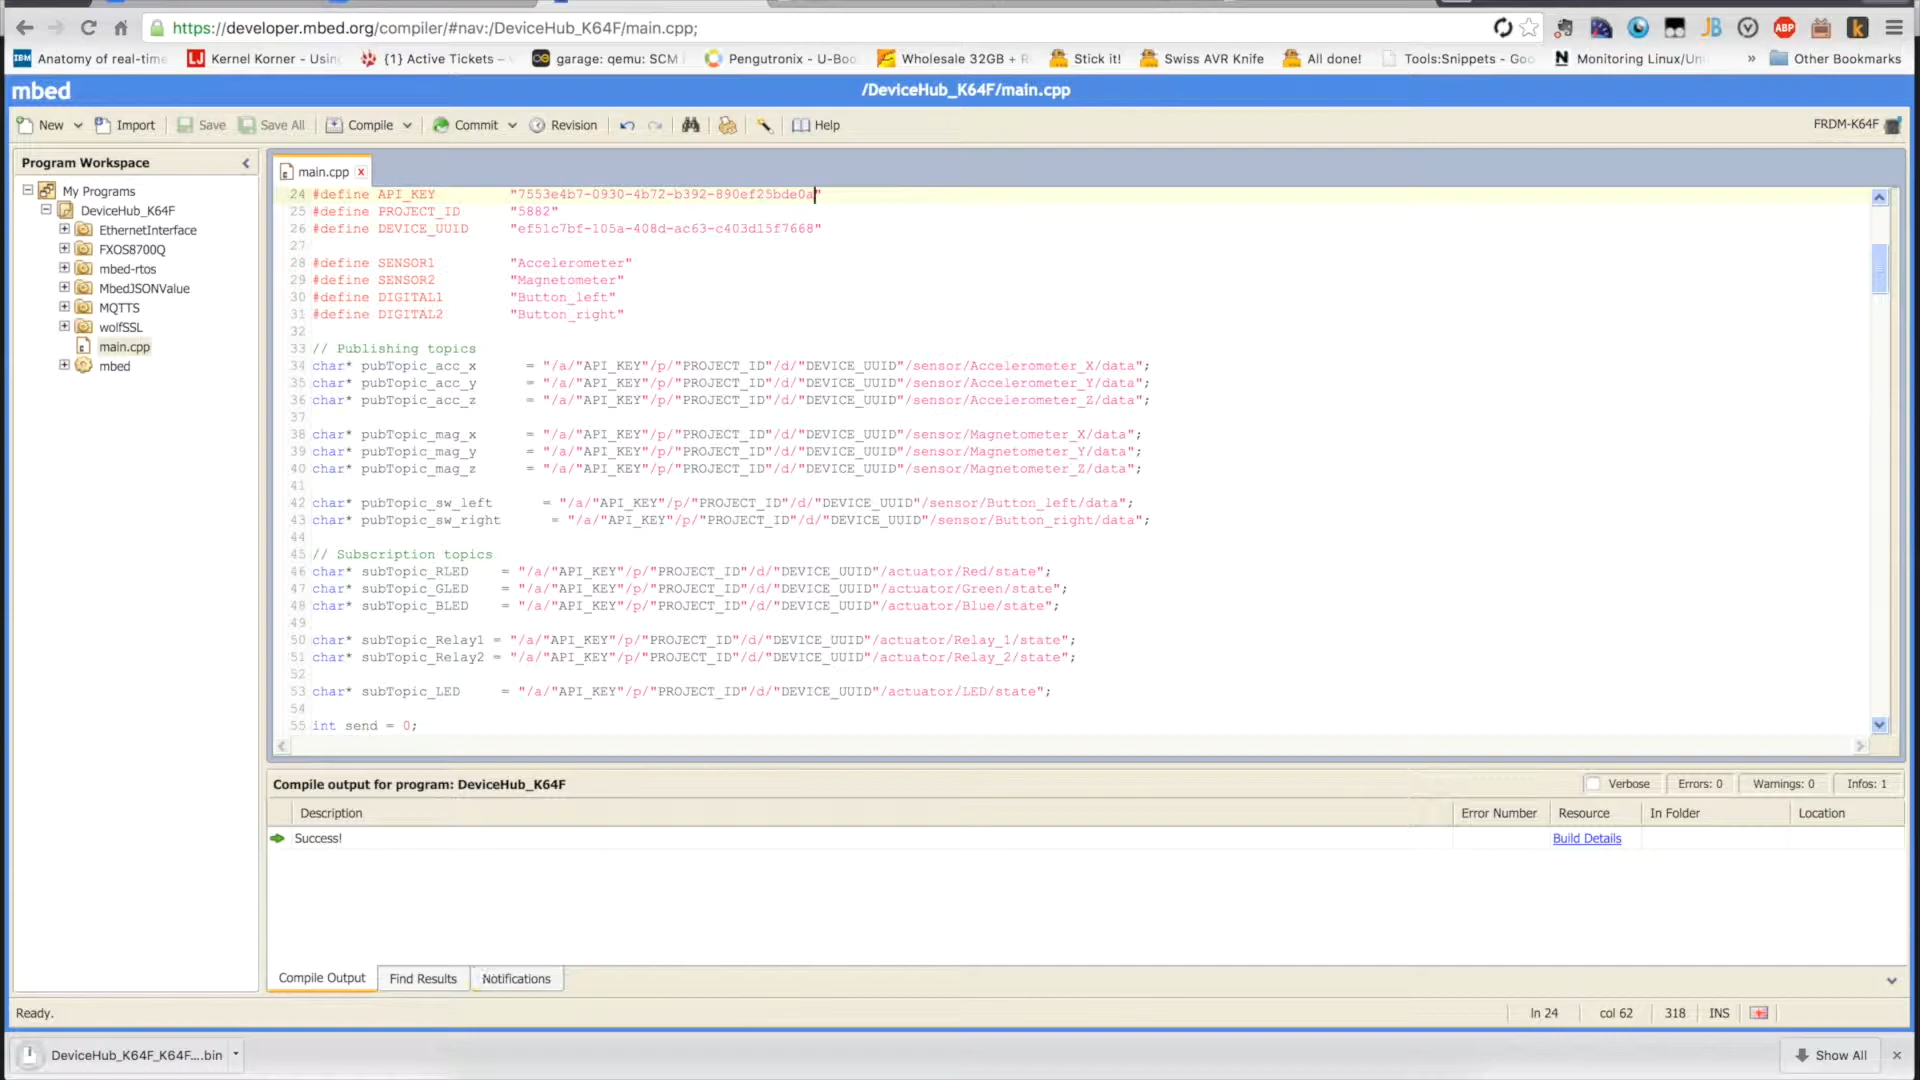 https://developer.mbed.org/compiler/#nav:/DeviceHub_K64F/main.cpp;
IBM Anatomy of real-time LJ Kernel Korner - Using {1} Active Tickets - garage: qemu: SCM Pengutronix - U-Boo Wholesale 32GB + R Stick it! Swiss AVR Knife All done! Tools:Snippets - Goo N Monitoring Linux/Un » Other Bookmarks
mbed /DeviceHub_K64F/main.cpp
New Import Save Save All Compile Commit Revision Help FRDM-K64F
Program Workspace
My Programs
DeviceHub_K64F
EthernetInterface
FXOS8700Q
mbed-rtos
MbedJSONValue
MQTTS
wolfSSL
main.cpp
mbed
main.cpp x
24 #define API_KEY "7553e4b7-0930-4b72-b392-890ef25bde0a"
25 #define PROJECT_ID "5882"
26 #define DEVICE_UUID "ef51c7bf-105a-408d-ac63-c403d15f7668"
27
28 #define SENSOR1 "Accelerometer"
29 #define SENSOR2 "Magnetometer"
30 #define DIGITAL1 "Button_left"
31 #define DIGITAL2 "Button_right"
32
33 // Publishing topics
34 char* pubTopic_acc_x = "/a/"API_KEY"/p/"PROJECT_ID"/d/"DEVICE_UUID"/sensor/Accelerometer_X/data";
35 char* pubTopic_acc_y = "/a/"API_KEY"/p/"PROJECT_ID"/d/"DEVICE_UUID"/sensor/Accelerometer_Y/data";
36 char* pubTopic_acc_z = "/a/"API_KEY"/p/"PROJECT_ID"/d/"DEVICE_UUID"/sensor/Accelerometer_Z/data";
37
38 char* pubTopic_mag_x = "/a/"API_KEY"/p/"PROJECT_ID"/d/"DEVICE_UUID"/sensor/Magnetometer_X/data";
39 char* pubTopic_mag_y = "/a/"API_KEY"/p/"PROJECT_ID"/d/"DEVICE_UUID"/sensor/Magnetometer_Y/data";
40 char* pubTopic_mag_z = "/a/"API_KEY"/p/"PROJECT_ID"/d/"DEVICE_UUID"/sensor/Magnetometer_Z/data";
41
42 char* pubTopic_sw_left = "/a/"API_KEY"/p/"PROJECT_ID"/d/"DEVICE_UUID"/sensor/Button_left/data";
43 char* pubTopic_sw_right = "/a/"API_KEY"/p/"PROJECT_ID"/d/"DEVICE_UUID"/sensor/Button_right/data";
44
45 // Subscription topics
46 char* subTopic_RLED = "/a/"API_KEY"/p/"PROJECT_ID"/d/"DEVICE_UUID"/actuator/Red/state";
47 char* subTopic_GLED = "/a/"API_KEY"/p/"PROJECT_ID"/d/"DEVICE_UUID"/actuator/Green/state";
48 char* subTopic_BLED = "/a/"API_KEY"/p/"PROJECT_ID"/d/"DEVICE_UUID"/actuator/Blue/state";
49
50 char* subTopic_Relay1 = "/a/"API_KEY"/p/"PROJECT_ID"/d/"DEVICE_UUID"/actuator/Relay_1/state";
51 char* subTopic_Relay2 = "/a/"API_KEY"/p/"PROJECT_ID"/d/"DEVICE_UUID"/actuator/Relay_2/state";
52
53 char* subTopic_LED = "/a/"API_KEY"/p/"PROJECT_ID"/d/"DEVICE_UUID"/actuator/LED/state";
54
55 int send = 0;
Compile output for program: DeviceHub_K64F Verbose Errors: 0 Warnings: 0 Infos: 1
Description Error Number Resource In Folder Location
Success! Build Details
Compile Output Find Results Notifications
Ready. ln 24 col 62 318 INS
DeviceHub_K64F_K64F....bin Show All